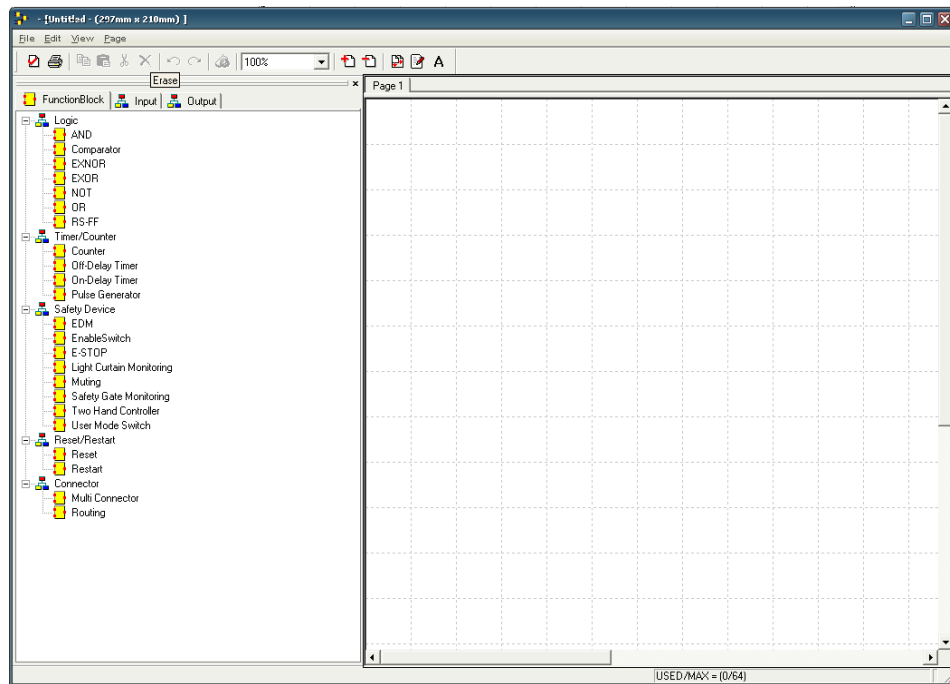 - [Untitled - (297mm x 210mm) ]
File Edit View Page
100% A
Erase
Page 1
FunctionBlock Input Output
Logic
AND
Comparator
EXNOR
EXOR
NOT
OR
RS-FF
Timer/Counter
Counter
Off-Delay Timer
On-Delay Timer
Pulse Generator
Safety Device
EDM
EnableSwitch
E-STOP
Light Curtain Monitoring
Muting
Safety Gate Monitoring
Two Hand Controller
User Mode Switch
Reset/Restart
Reset
Restart
Connector
Multi Connector
Routing
USED/MAX = (0/64)